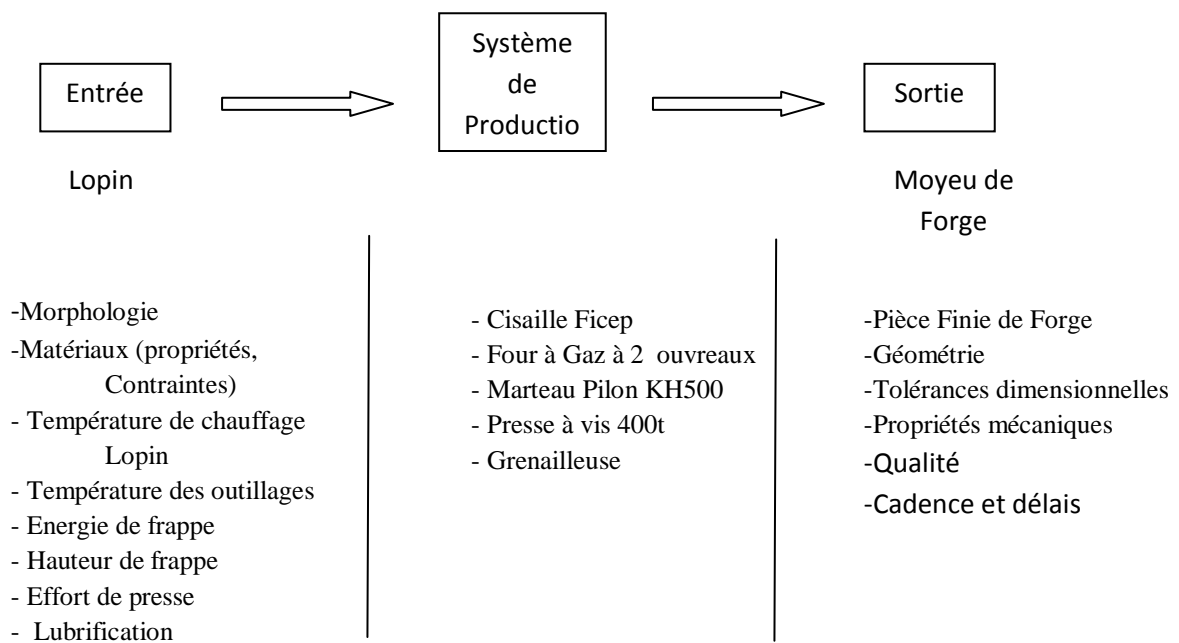 Entrée
Système
de
Productio
Sortie
Lopin
Moyeu de
Forge
-Morphologie
-Matériaux (propriétés,
Contraintes)
- Température de chauffage
Lopin
- Température des outillages
- Energie de frappe
- Hauteur de frappe
- Effort de presse
- Lubrification
- Cisaille Ficep
- Four à Gaz à 2 ouvreaux
- Marteau Pilon KH500
- Presse à vis 400t
- Grenailleuse
-Pièce Finie de Forge
-Géométrie
-Tolérances dimensionnelles
-Propriétés mécaniques
-Qualité
-Cadence et délais